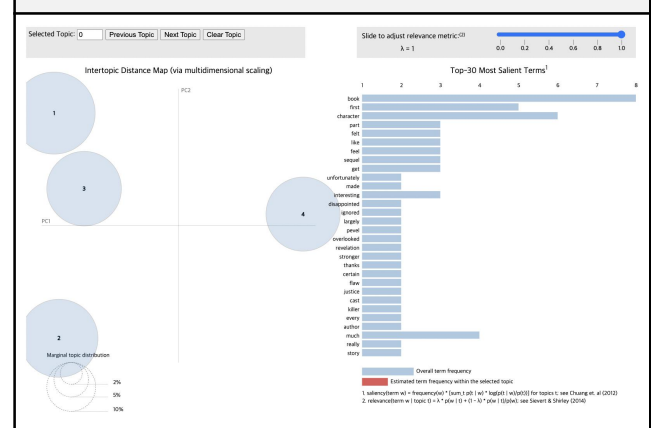 Selected Topic: 0 Previous Topic Next Topic Clear Topic
Slide to adjust relevance metric:(2)
λ = 1
0.0 0.2 0.4 0.6 0.8 1.0
Intertopic Distance Map (via multidimensional scaling)
PC2
PC1
1
3
4
2
Marginal topic distribution
2%
5%
10%
Top-30 Most Salient Terms1
1 2 3 4 5 6 7 8
book
first
character
part
felt
like
feel
sequel
get
unfortunately
made
interesting
disappointed
ignored
largely
pevel
overlooked
revelation
stronger
thanks
certain
flaw
justice
cast
killer
every
author
much
really
story
Overall term frequency
Estimated term frequency within the selected topic
1. saliency(term w) = frequency(w) * [sum_t p(t | w) * log(p(t | w)/p(t))] for topics t; see Chuang et. al (2012)
2. relevance(term w | topic t) = λ * p(w | t) + (1 - λ) * p(w | t)/p(w); see Sievert & Shirley (2014)